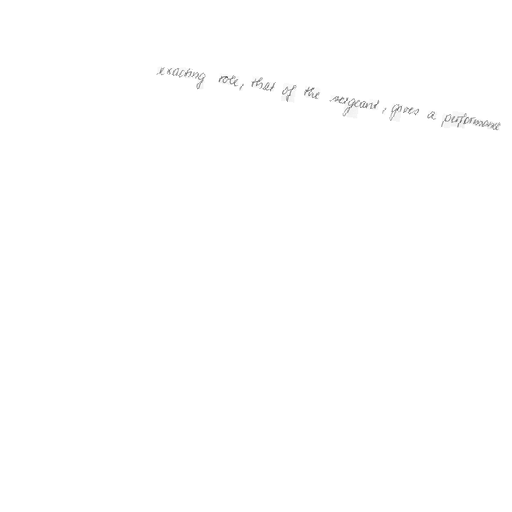 exacting role, that of the sergeant, gives a performance